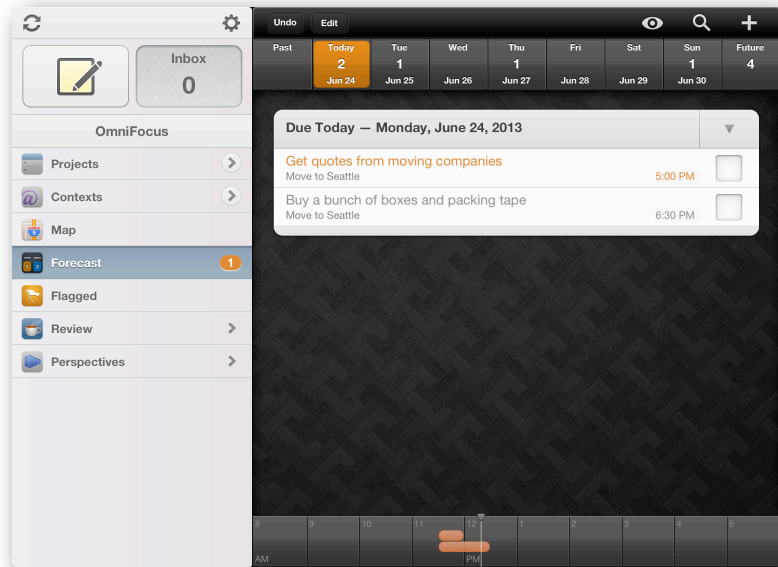 Undo
Edit
Inbox
0
OmniFocus
Projects
Contexts
Map
Forecast
1
Flagged
Review
Perspectives
Past
Today
Tue
Wed
Thu
Fri
Sat
Sun
Future
2
1
1
1
4
Jun 24
Jun 25
Jun 26
Jun 27
Jun 28
Jun 29
Jun 30
Due Today — Monday, June 24, 2013
Get quotes from moving companies
Move to Seattle
5:00 PM
Buy a bunch of boxes and packing tape
Move to Seattle
6:30 PM
8
9
10
11
12
1
2
3
4
5
AM
PM